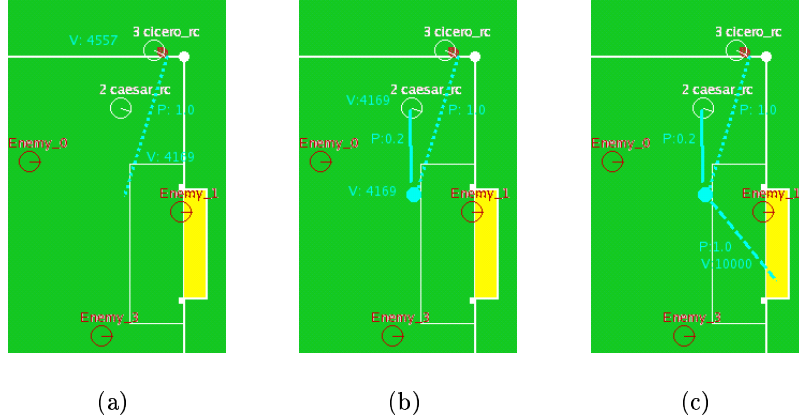 3 cicero_rc
V: 4557
2 caesar_rc
P: 1.0
Enemy_0
V: 4169
Enemy_1
Enemy_3
(a)
3 cicero_rc
2 caesar_rc
V:4169
P: 1.0
P:0.2
Enemy_0
V: 4169
Enemy_1
Enemy_3
(b)
3 cicero_rc
2 caesar_rc
P: 1.0
P:0.2
Enemy_0
Enemy_1
P:1.0
V:10000
Enemy_3
(c)